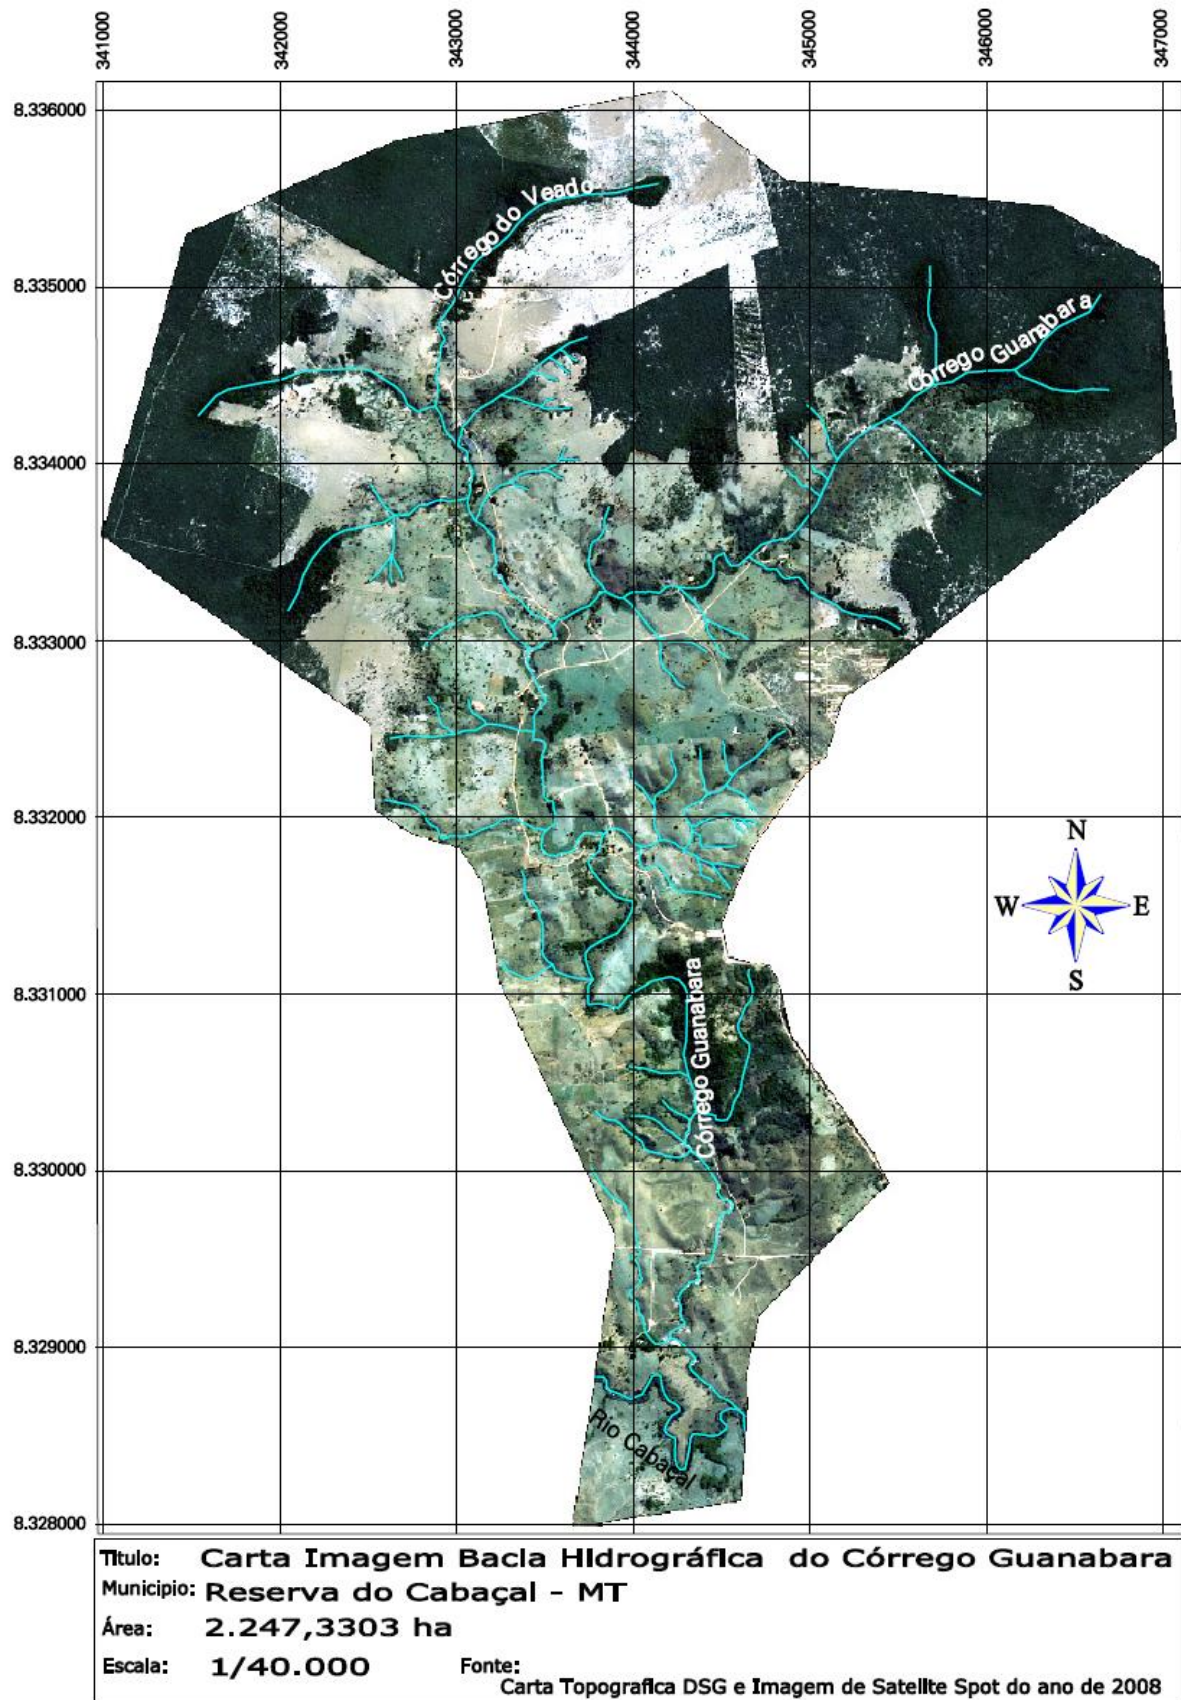 341000
342000
343000
344000
345000
346000
347000
8.336000
8.335000
8.334000
8.333000
8.332000
8.331000
8.330000
8.329000
8.328000
Córrego do Veado
Córrego Guanabara
Córrego Guanabara
Rio Cabaçal
N
W E
S
Título: Carta Imagem Bacia Hidrográfica do Córrego Guanabara
Municipio: Reserva do Cabaçal - MT
Área: 2.247,3303 ha
Escala: 1/40.000 Fonte:
Carta Topografica DSG e Imagem de Satelite Spot do ano de 2008